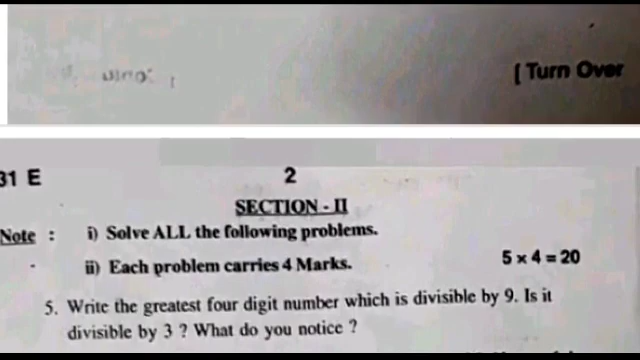 [ Turn Over
31 E
2
SECTION - II
Note : i) Solve ALL the following problems.
ii) Each problem carries 4 Marks. 5 × 4 = 20
5. Write the greatest four digit number which is divisible by 9. Is it
divisible by 3 ? What do you notice ?